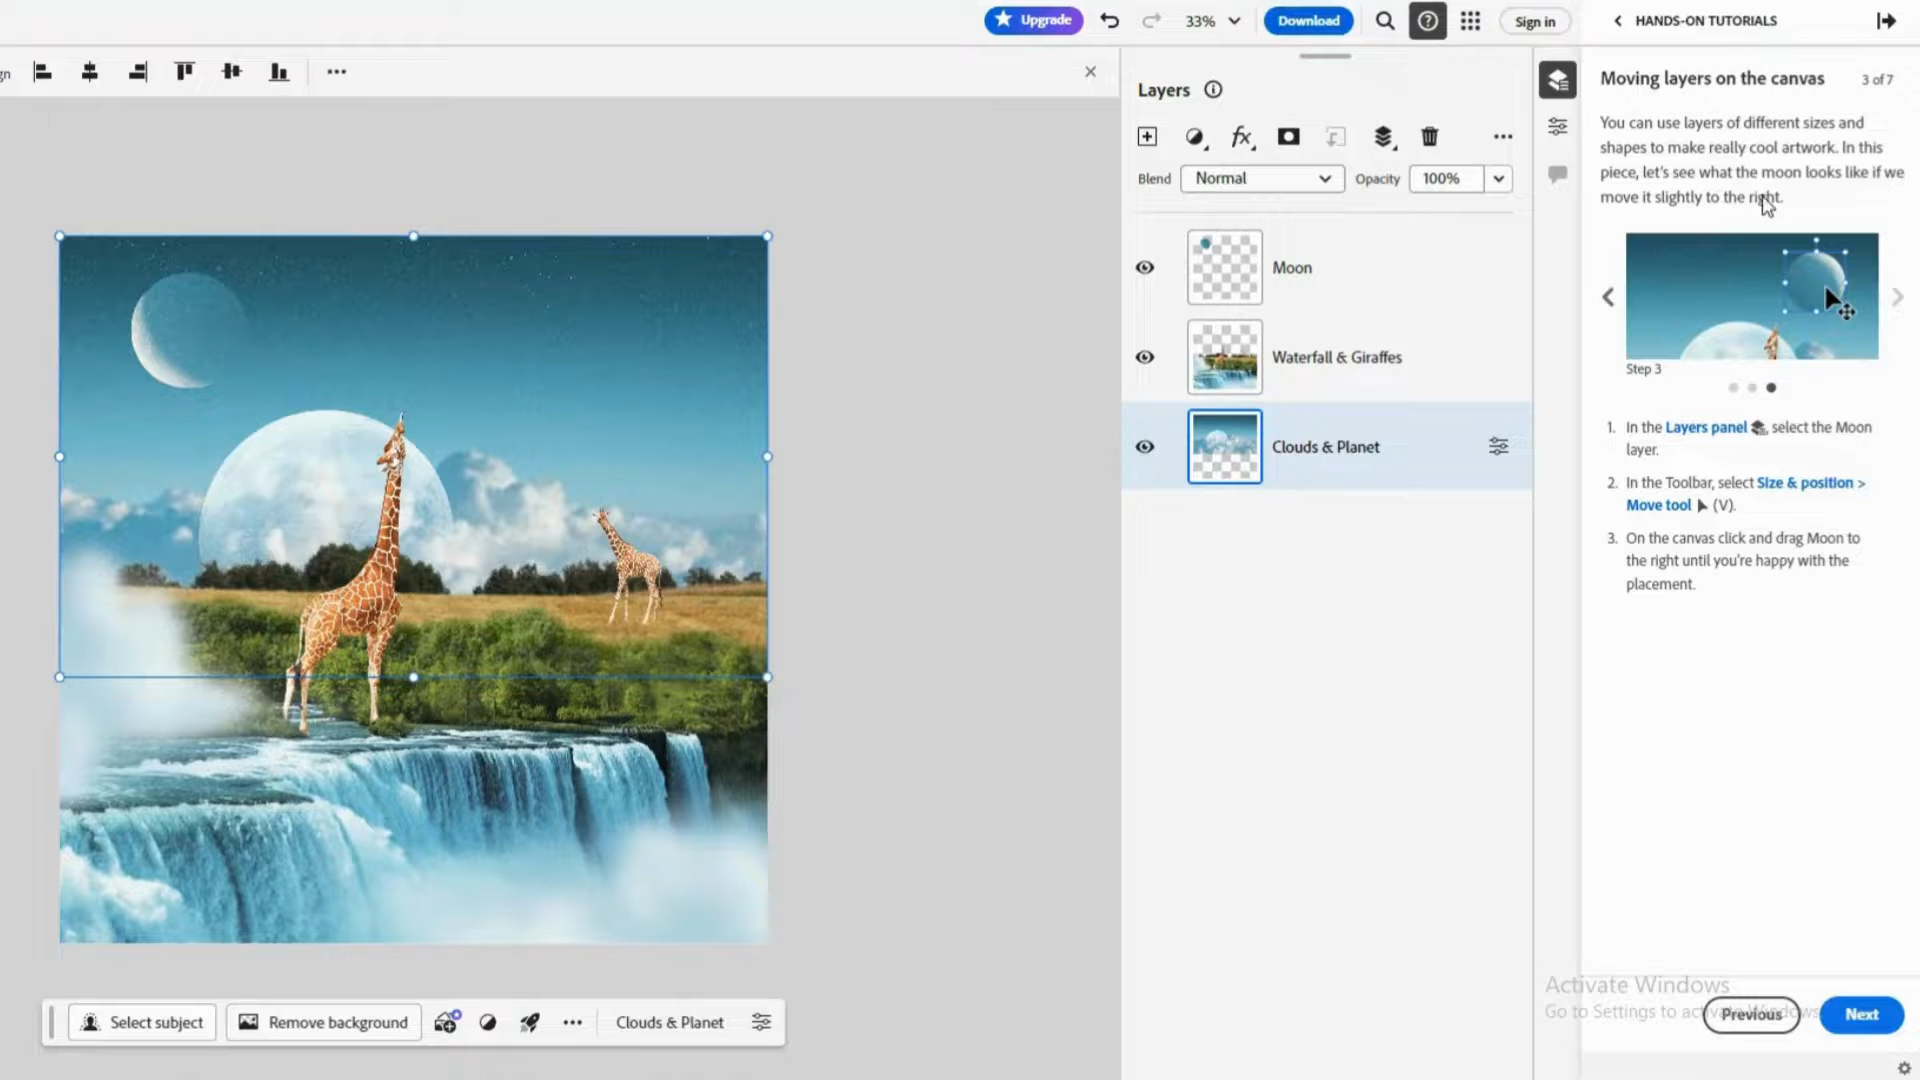 Upgrade
33%
Download
Sign in
HANDS-ON TUTORIALS
gn
Layers
Moving layers on the canvas
3 of 7
You can use layers of different sizes and
shapes to make really cool artwork. In this
piece, let's see what the moon looks like if we
move it slightly to the right.
fx
Blend
Normal
Opacity
100%
Moon
Waterfall & Giraffes
Clouds & Planet
Step 3
1. In the Layers panel , select the Moon
layer.
2. In the Toolbar, select Size & position >
Move tool (V).
3. On the canvas click and drag Moon to
the right until you're happy with the
placement.
Activate Windows
Go to Settings to activate Windows.
Previous
Next
Select subject
Remove background
Clouds & Planet